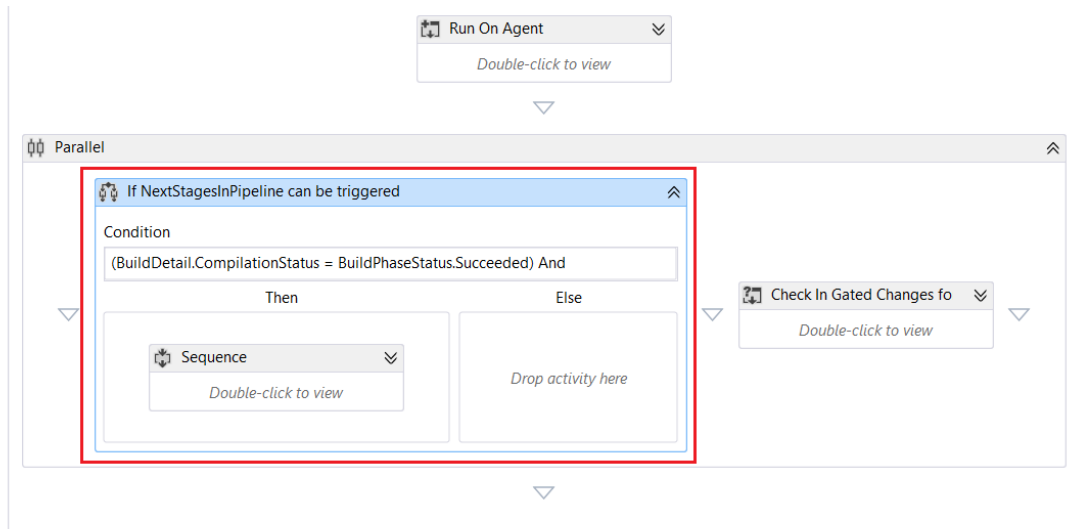 Run On Agent
Double-click to view
Parallel
If NextStagesInPipeline can be triggered
Condition
(BuildDetail.CompilationStatus = BuildPhaseStatus.Succeeded) And
Then
Else
Sequence
Double-click to view
Drop activity here
Check In Gated Changes fo
Double-click to view